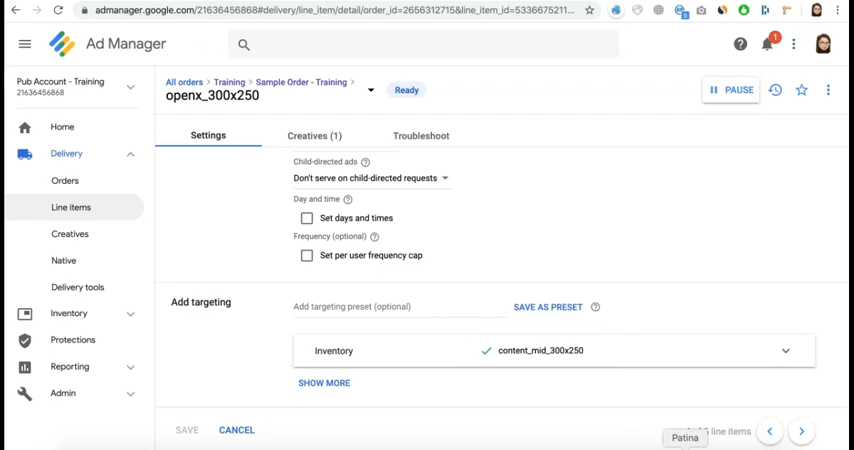 admanager.google.com/21636456868#delivery/line_item/detail/order_id=2656312715&line_item_id=5336675211...
Ad Manager
1
Pub Account - Training
21636456868
Home
Delivery
Orders
Line items
Creatives
Native
Delivery tools
Inventory
Protections
Reporting
Admin
All orders > Training > Sample Order - Training >
openx_300x250
Ready
PAUSE
Settings
Creatives (1)
Troubleshoot
Child-directed ads
Don't serve on child-directed requests
Day and time
Set days and times
Frequency (optional)
Set per user frequency cap
Add targeting
Add targeting preset (optional)
SAVE AS PRESET
Inventory
content_mid_300x250
SHOW MORE
SAVE
CANCEL
line items
Patina